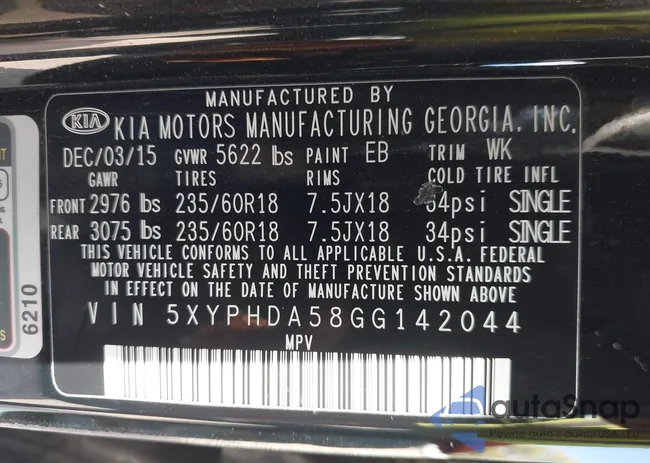 MANUFACTURED BY
KIA KIA MOTORS MANUFACTURING GEORGIA, INC.
DEC/03/15 GVWR 5622 lbs PAINT EB TRIM WK
GAWR TIRES RIMS COLD TIRE INFL
FRONT 2976 lbs 235/60R18 7.5JX18 34psi SINGLE
REAR 3075 lbs 235/60R18 7.5JX18 34psi SINGLE
THIS VEHICLE CONFORMS TO ALL APPLICABLE U.S.A. FEDERAL
MOTOR VEHICLE SAFETY AND THEFT PREVENTION STANDARDS
IN EFFECT ON THE DATE OF MANUFACTURE SHOWN ABOVE
VIN 5XYPHDA58GG142044
MPV
6210
autoSnap